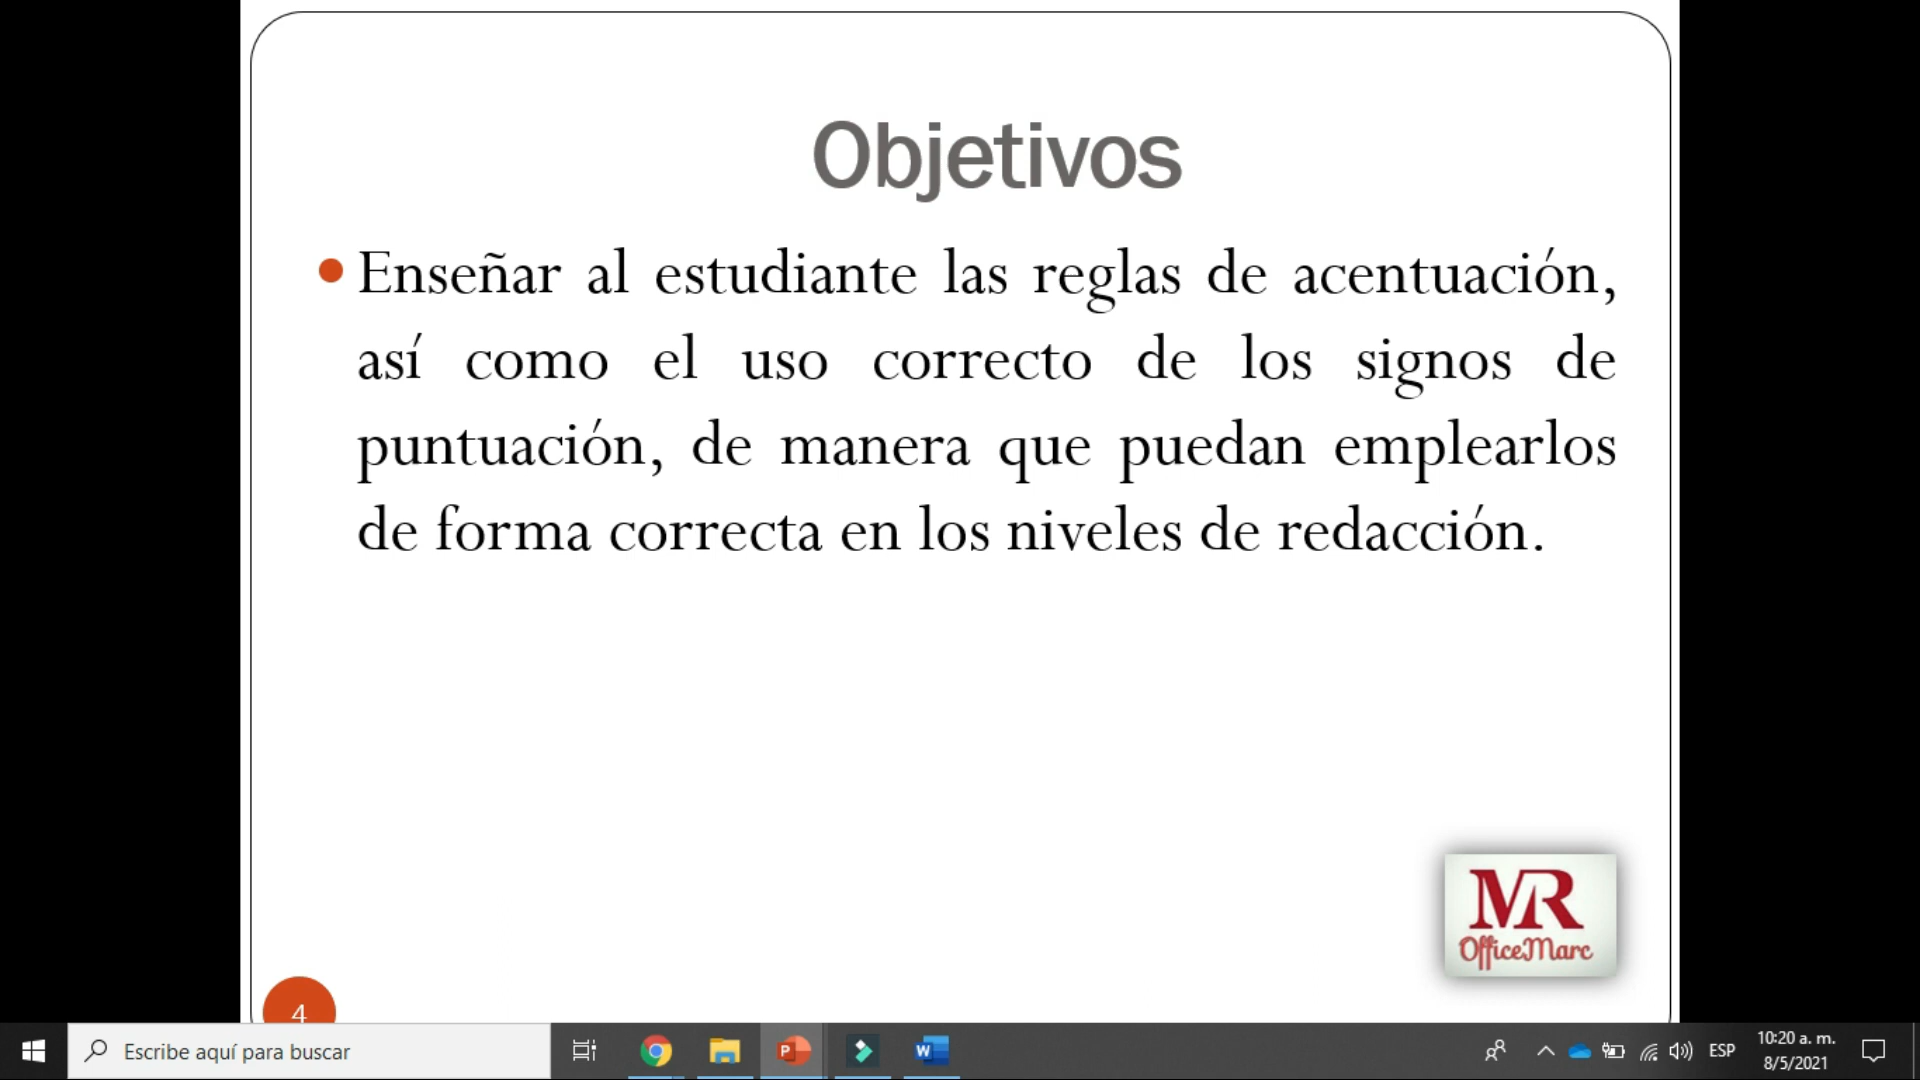 Objetivos
Enseñar al estudiante las reglas de acentuación,
así como el uso correcto de los signos de
puntuación, de manera que puedan emplearlos
de forma correcta en los niveles de redacción.
MR
OfficeMarc
4
Escribe aquí para buscar
P
W
ESP
10:20 a. m.
8/5/2021